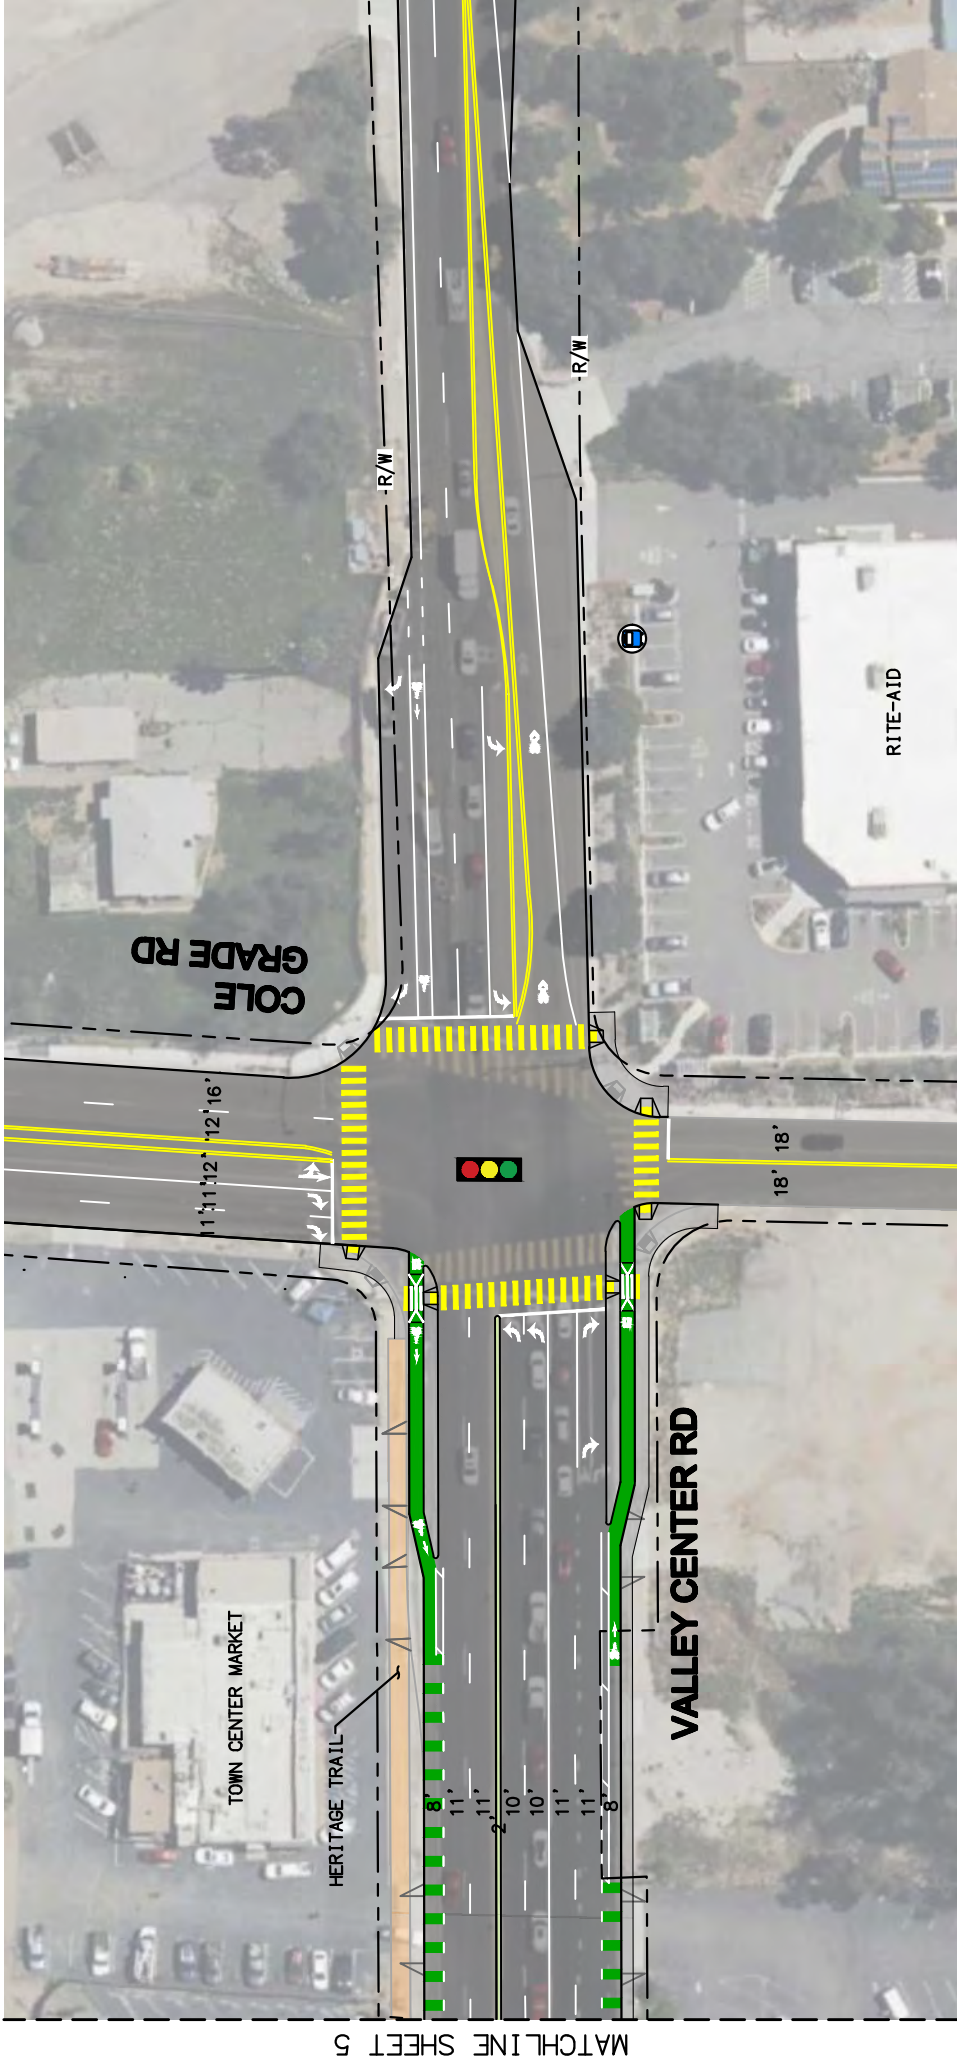 R/W
R/W
RITE-AID
COLE
GRADE RD
16'
12'
12'
11'
11'
18'
18'
VALLEY CENTER RD
TOWN CENTER MARKET
HERITAGE TRAIL
8'
11'
11'
2'
10'
10'
11'
11'
8'
MATCHLINE SHEET 5